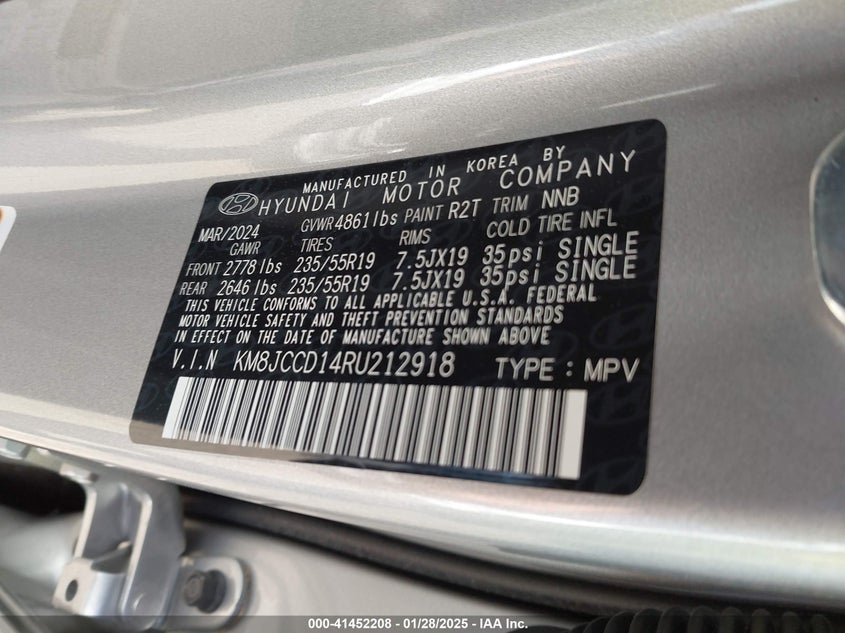 MANUFACTURED IN KOREA BY
HYUNDAI MOTOR COMPANY
MAR/2024 GVWR 4861 lbs PAINT R2T TRIM NNB
GAWR TIRES RIMS COLD TIRE INFL
FRONT 2778 lbs 235/55R19 7.5JX19 35psi SINGLE
REAR 2646 lbs 235/55R19 7.5JX19 35psi SINGLE
THIS VEHICLE CONFORMS TO ALL APPLICABLE U.S.A. FEDERAL
MOTOR VEHICLE SAFETY AND THEFT PREVENTION STANDARDS
IN EFFECT ON THE DATE OF MANUFACTURE SHOWN ABOVE
V.I.N KM8JCCD14RU212918 TYPE : MPV
000-41452208 - 01/28/2025 - IAA Inc.